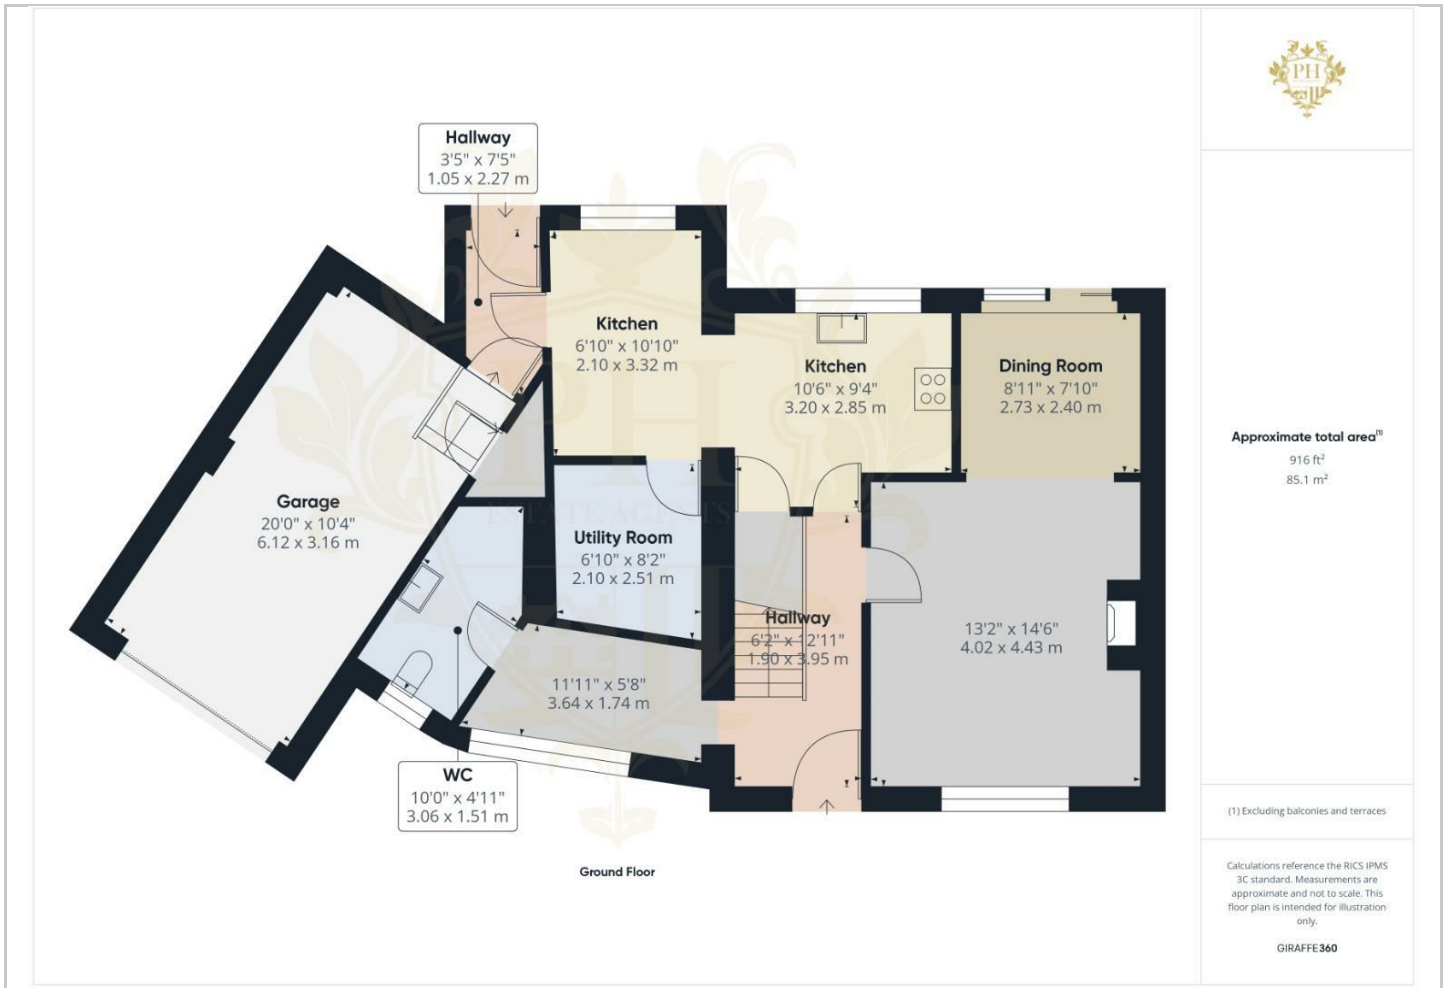 PH
Hallway
3'5" x 7'5"
1.05 x 2.27 m
Kitchen
6'10" x 10'10"
2.10 x 3.32 m
Kitchen
10'6" x 9'4"
3.20 x 2.85 m
Dining Room
8'11" x 7'10"
2.73 x 2.40 m
Garage
20'0" x 10'4"
6.12 x 3.16 m
PH
ESTATE AGENTS
Utility Room
6'10" x 8'2"
2.10 x 2.51 m
Hallway
6'2" x 12'11"
1.90 x 3.95 m
13'2" x 14'6"
4.02 x 4.43 m
11'11" x 5'8"
3.64 x 1.74 m
WC
10'0" x 4'11"
3.06 x 1.51 m
Ground Floor
Approximate total area(1)
916 ft²
85.1 m²
(1) Excluding balconies and terraces
Calculations reference the RICS IPMS
3C standard. Measurements are
approximate and not to scale. This
floor plan is intended for illustration
only.
GIRAFFE360